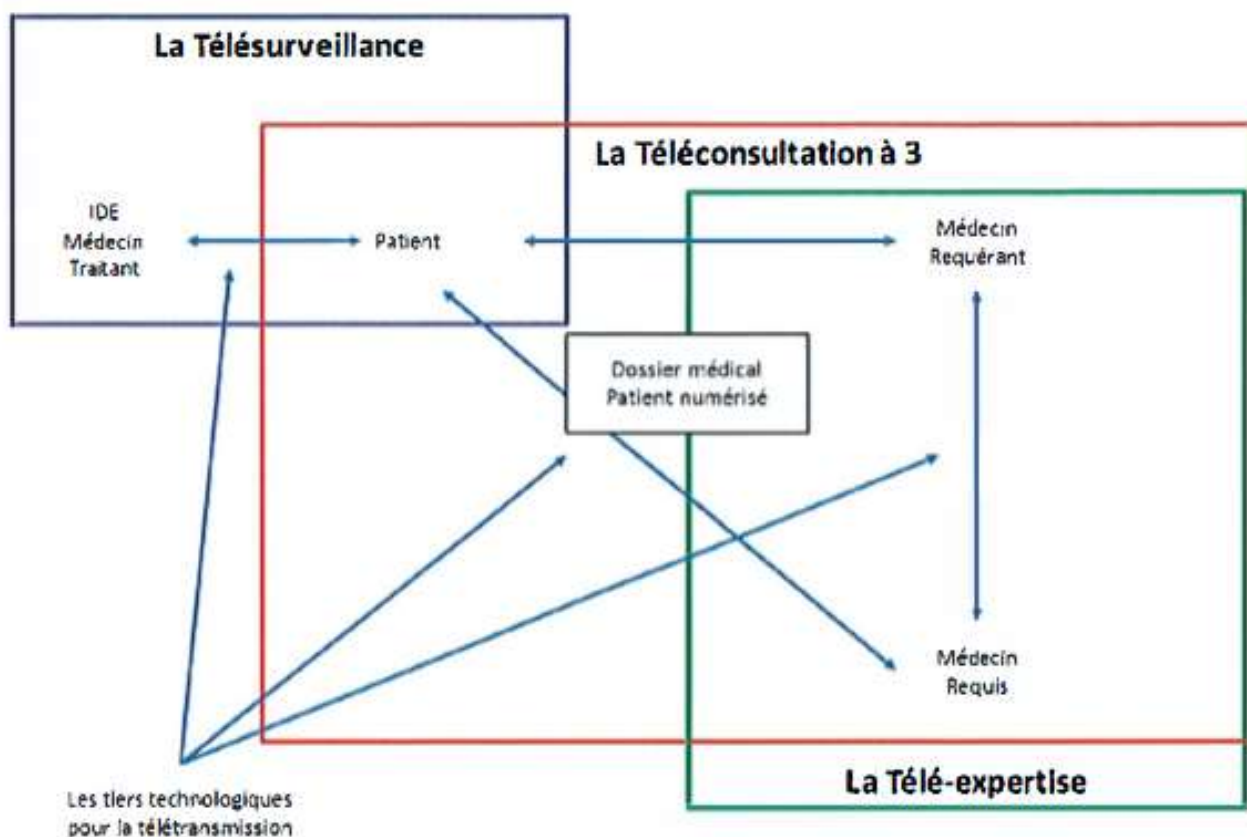 La Télésurveillance
La Téléconsultation à 3
IDE
Médecin
Traitant
Patient
Médecin
Requérant
Dossier médical
Patient numérisé
Médecin
Requis
La Télé-expertise
Les tiers technologiques
pour la télétransmission